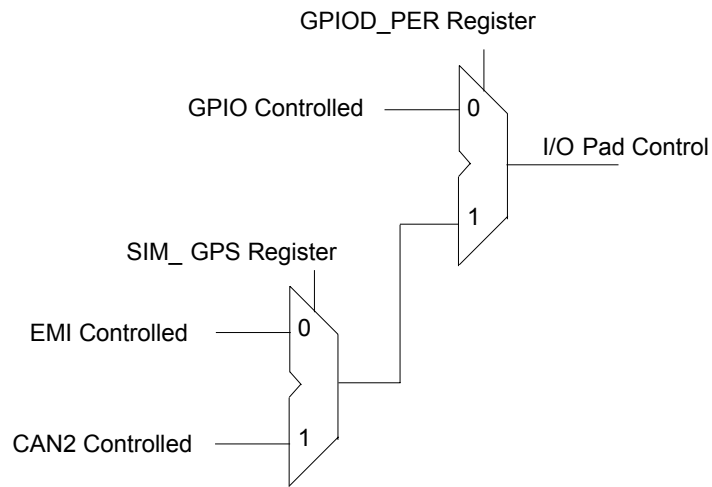 GPIOD_PER Register
GPIO Controlled
0
I/O Pad Control
1
SIM_ GPS Register
EMI Controlled
0
CAN2 Controlled
1